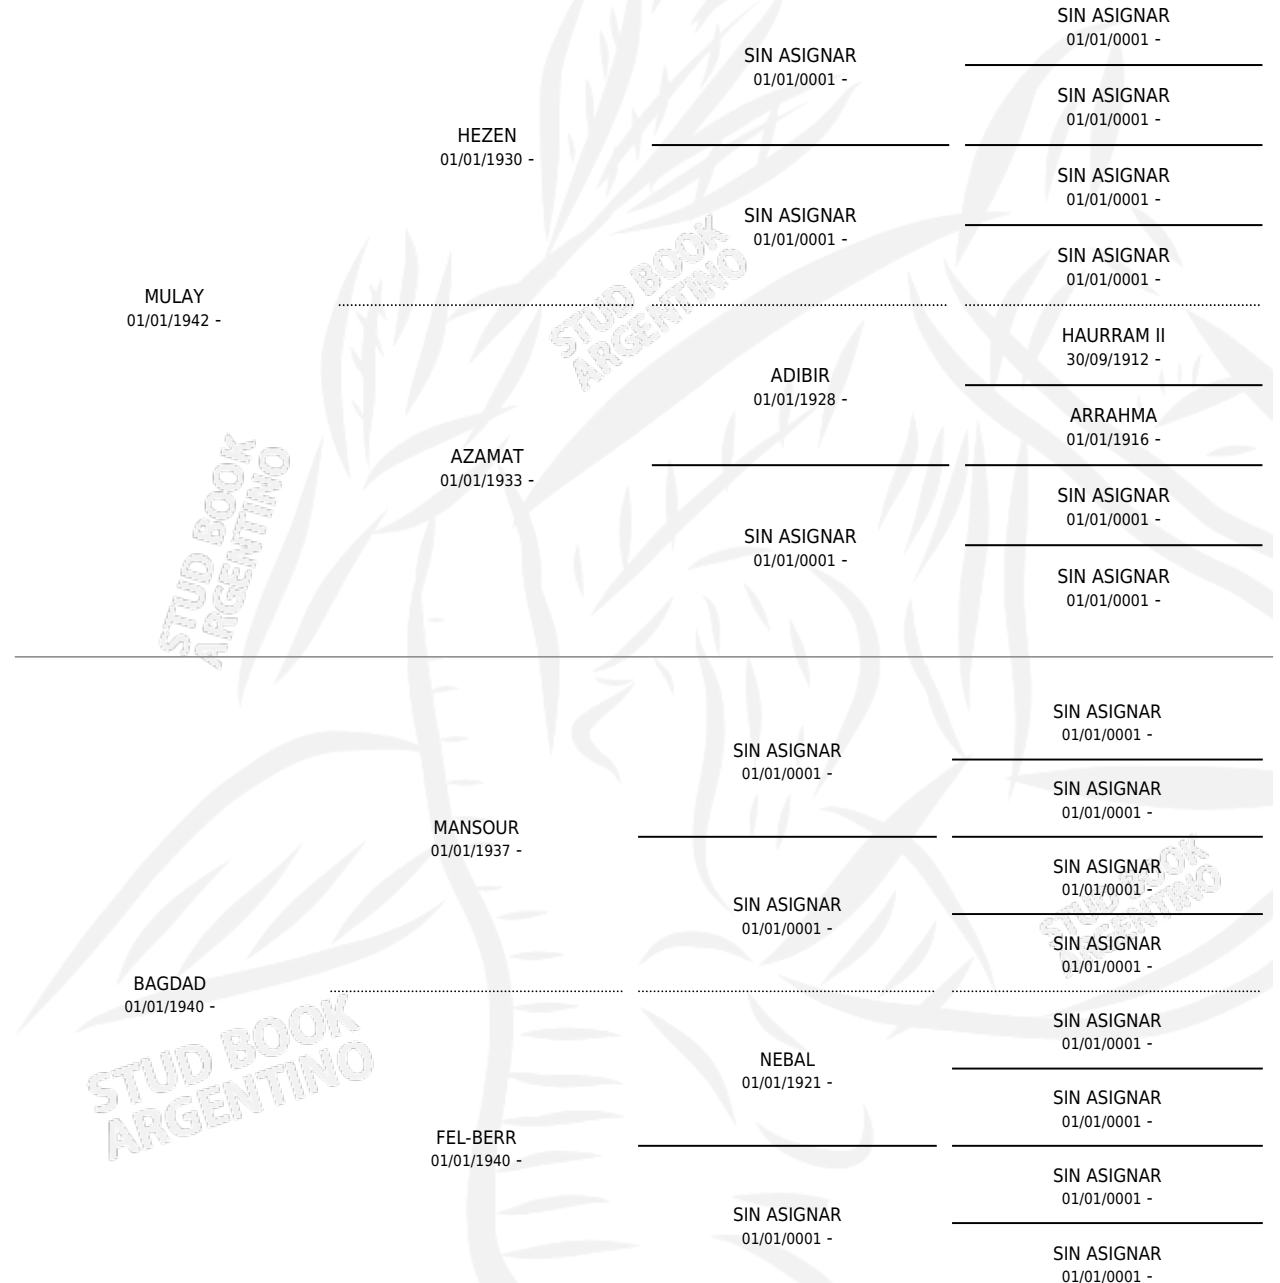 SIN ASIGNAR
01/01/0001 -
SIN ASIGNAR
01/01/0001 -
SIN ASIGNAR
01/01/0001 -
HEZEN
01/01/1930 -
SIN ASIGNAR
01/01/0001 -
SIN ASIGNAR
01/01/0001 -
SIN ASIGNAR
01/01/0001 -
MULAY
01/01/1942 -
STUD BOOK
ARGENTINO
HAURRAM II
30/09/1912 -
ADIBIR
01/01/1928 -
ARRAHMA
01/01/1916 -
AZAMAT
01/01/1933 -
STUD BOOK
ARGENTINO
SIN ASIGNAR
01/01/0001 -
SIN ASIGNAR
01/01/0001 -
SIN ASIGNAR
01/01/0001 -
SIN ASIGNAR
01/01/0001 -
SIN ASIGNAR
01/01/0001 -
SIN ASIGNAR
01/01/0001 -
MANSOUR
01/01/1937 -
SIN ASIGNAR
01/01/0001 -
SIN ASIGNAR
01/01/0001 -
STUD BOOK
ARGENTINO
SIN ASIGNAR
01/01/0001 -
BAGDAD
01/01/1940 -
STUD BOOK
ARGENTINO
SIN ASIGNAR
01/01/0001 -
NEBAL
01/01/1921 -
SIN ASIGNAR
01/01/0001 -
FEL-BERR
01/01/1940 -
SIN ASIGNAR
01/01/0001 -
SIN ASIGNAR
01/01/0001 -
SIN ASIGNAR
01/01/0001 -